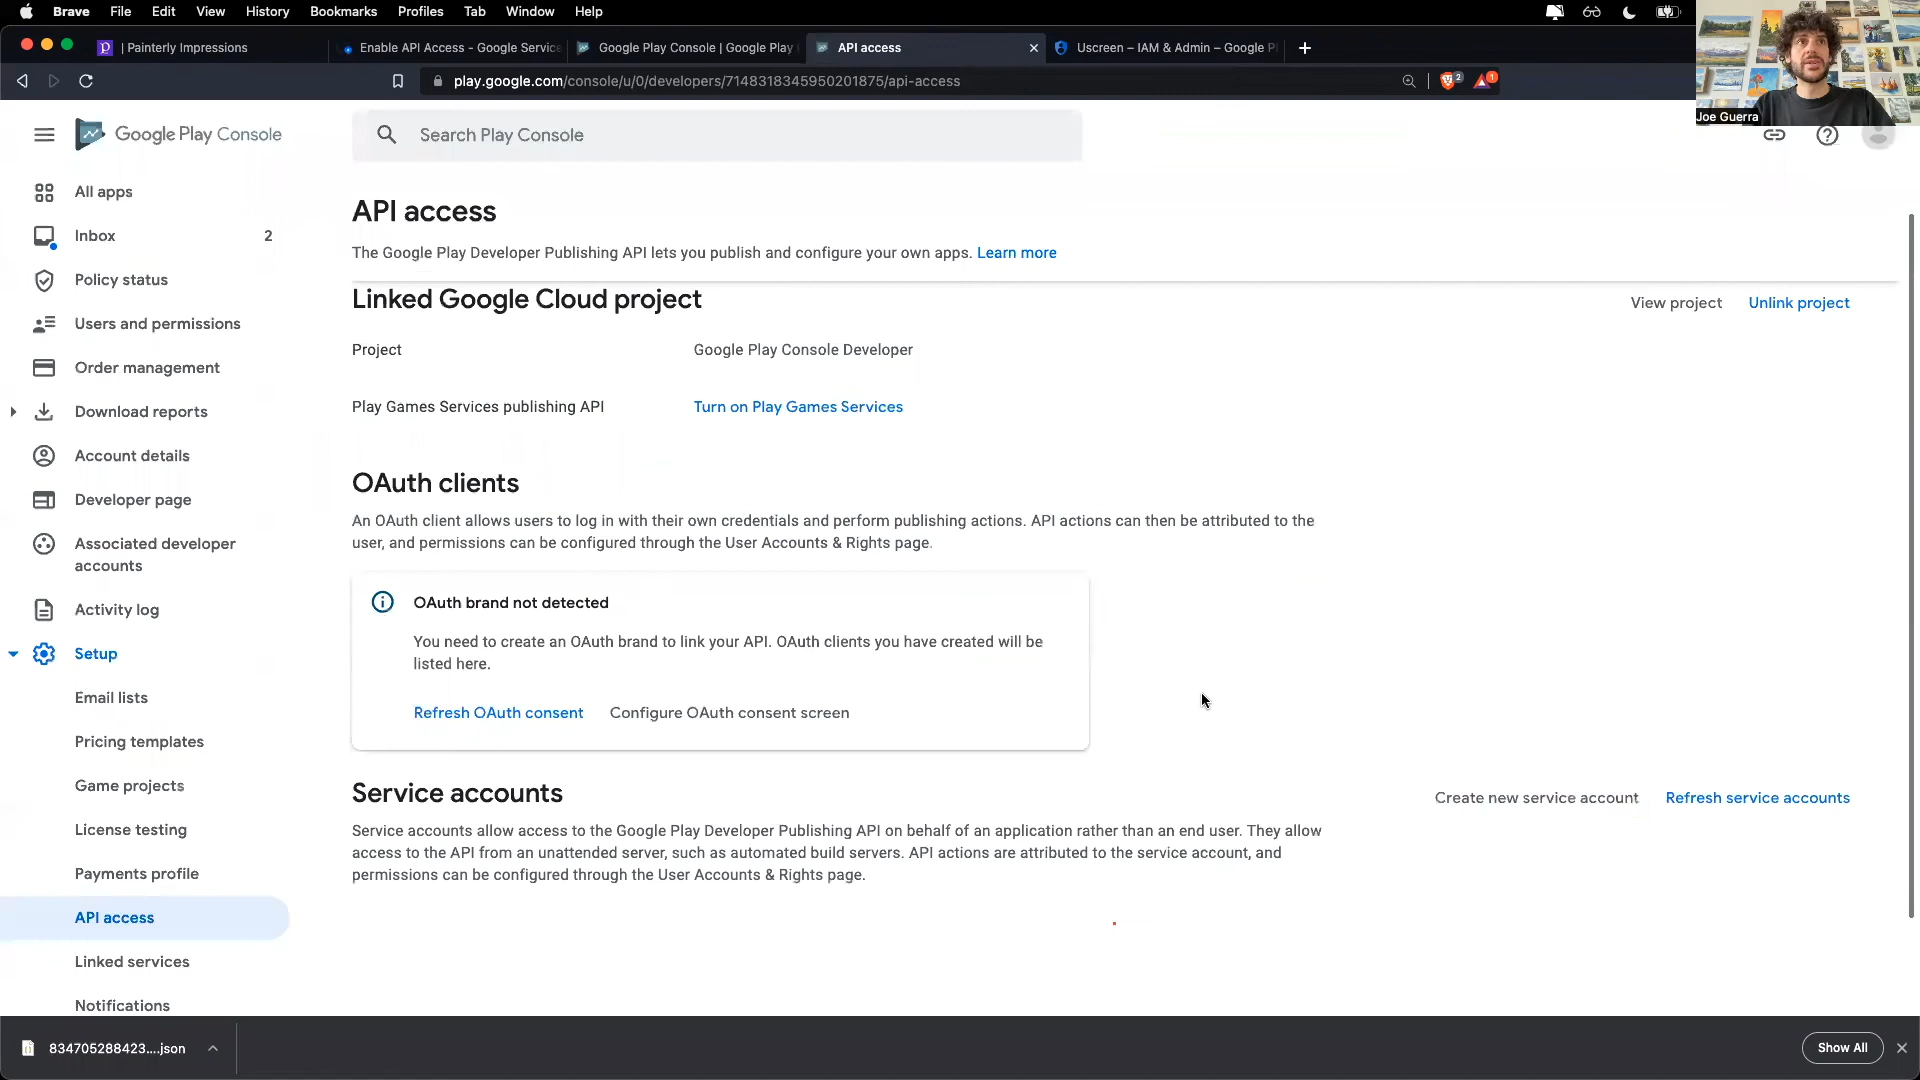 Brave File Edit View History Bookmarks Profiles Tab Window Help
| Painterly Impressions
Enable API Access - Google Service
Google Play Console | Google Play
API access
Uscreen – IAM & Admin – Google Pl
play.google.com/console/u/0/developers/7148318345950201875/api-access
2
1
Joe Guerra
Google Play Console
Search Play Console
All apps
Inbox 2
Policy status
Users and permissions
Order management
Download reports
Account details
Developer page
Associated developer
accounts
Activity log
Setup
Email lists
Pricing templates
Game projects
License testing
Payments profile
API access
Linked services
Notifications
API access
The Google Play Developer Publishing API lets you publish and configure your own apps. Learn more
Linked Google Cloud project
View project Unlink project
Project Google Play Console Developer
Play Games Services publishing API Turn on Play Games Services
OAuth clients
An OAuth client allows users to log in with their own credentials and perform publishing actions. API actions can then be attributed to the
user, and permissions can be configured through the User Accounts & Rights page.
OAuth brand not detected
You need to create an OAuth brand to link your API. OAuth clients you have created will be
listed here.
Refresh OAuth consent Configure OAuth consent screen
Service accounts
Create new service account Refresh service accounts
Service accounts allow access to the Google Play Developer Publishing API on behalf of an application rather than an end user. They allow
access to the API from an unattended server, such as automated build servers. API actions are attributed to the service account, and
permissions can be configured through the User Accounts & Rights page.
834705288423....json
Show All